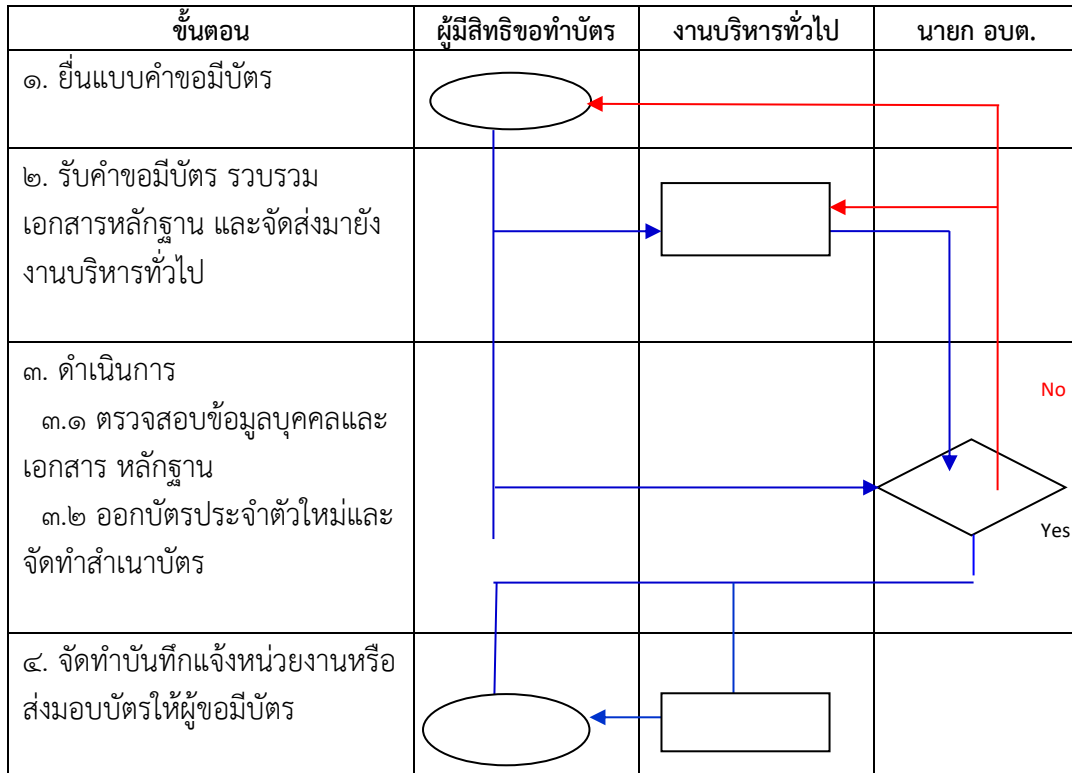 ขั้นตอน ผู้มีสิทธิขอทำบัตร งานบริหารทั่วไป นายก อบต.
๑. ยื่นแบบคำขอมีบัตร
๒. รับคำขอมีบัตร รวบรวม
เอกสารหลักฐาน และจัดส่งมายัง
งานบริหารทั่วไป
๓. ดำเนินการ
๓.๑ ตรวจสอบข้อมูลบุคคลและ
No
เอกสาร หลักฐาน
๓.๒ ออกบัตรประจำตัวใหม่และ
Yes
จัดทำสำเนาบัตร
๔. จัดทำบันทึกแจ้งหน่วยงานหรือ
ส่งมอบบัตรให้ผู้ขอมีบัตร